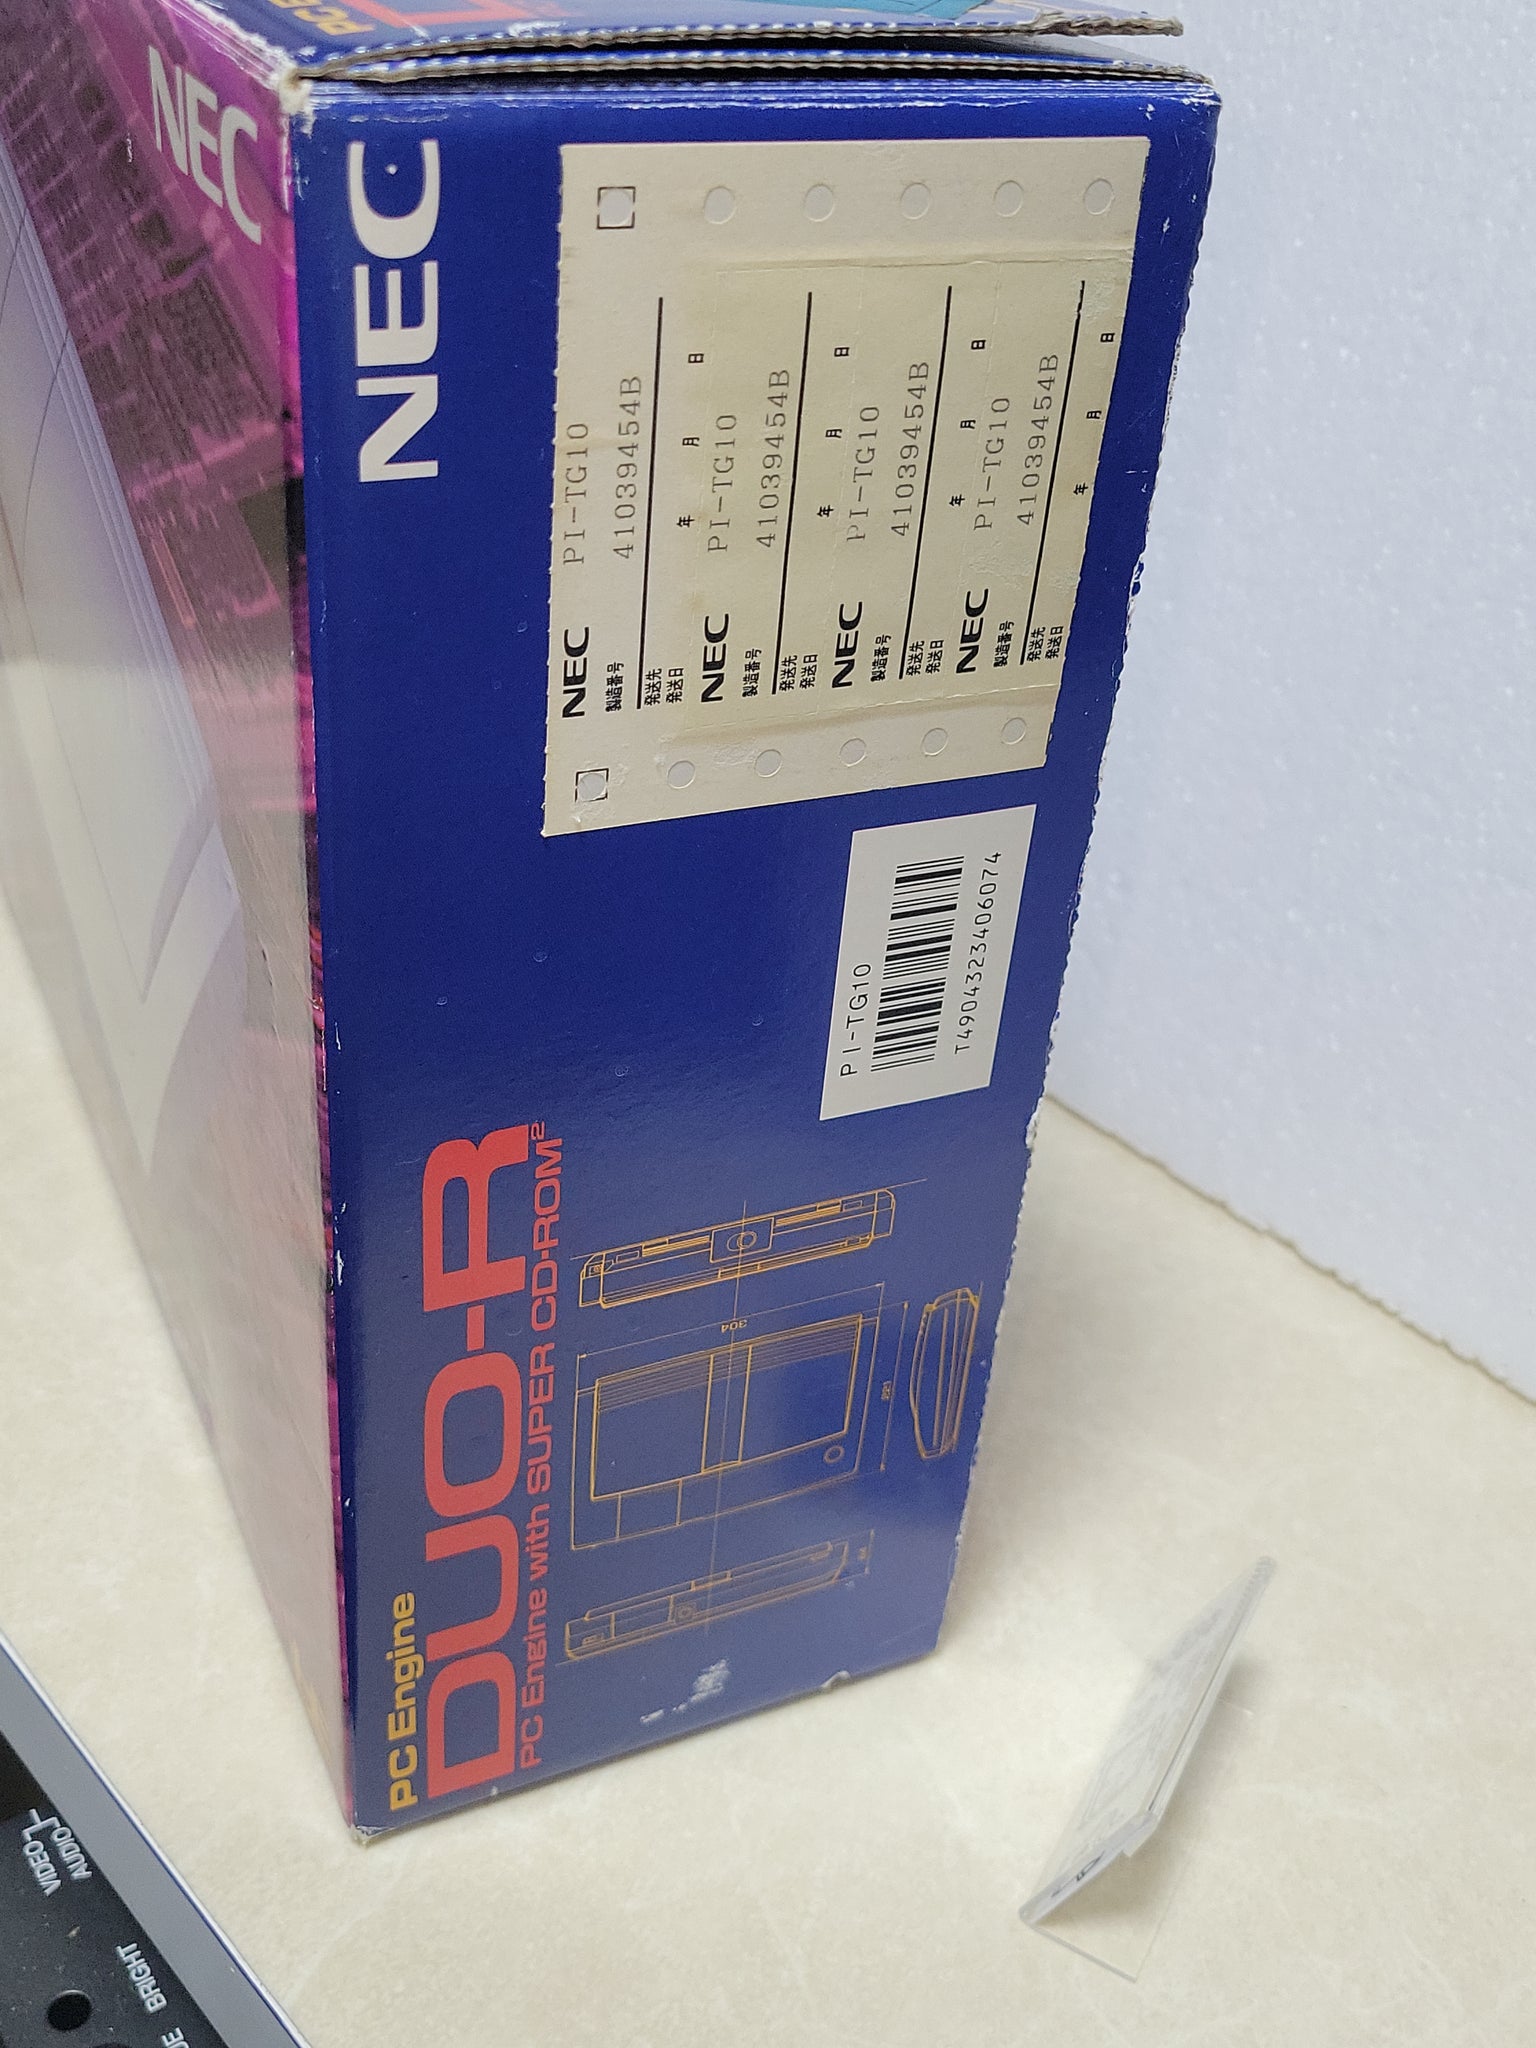 NEC
NEC
NEC PI-TG10
製造番号 41039454B
発送先
発送日 年 月 日
NEC PI-TG10
製造番号 41039454B
発送先
発送日 年 月 日
NEC PI-TG10
製造番号 41039454B
発送先
発送日 年 月 日
NEC PI-TG10
製造番号 41039454B
発送先
発送日 年 月 日
PI-TG10
T4904323406074
PC Engine
DUO-R
PC Engine with SUPER CD-ROM²
304
VIDEO
AUDIO
BRIGHT